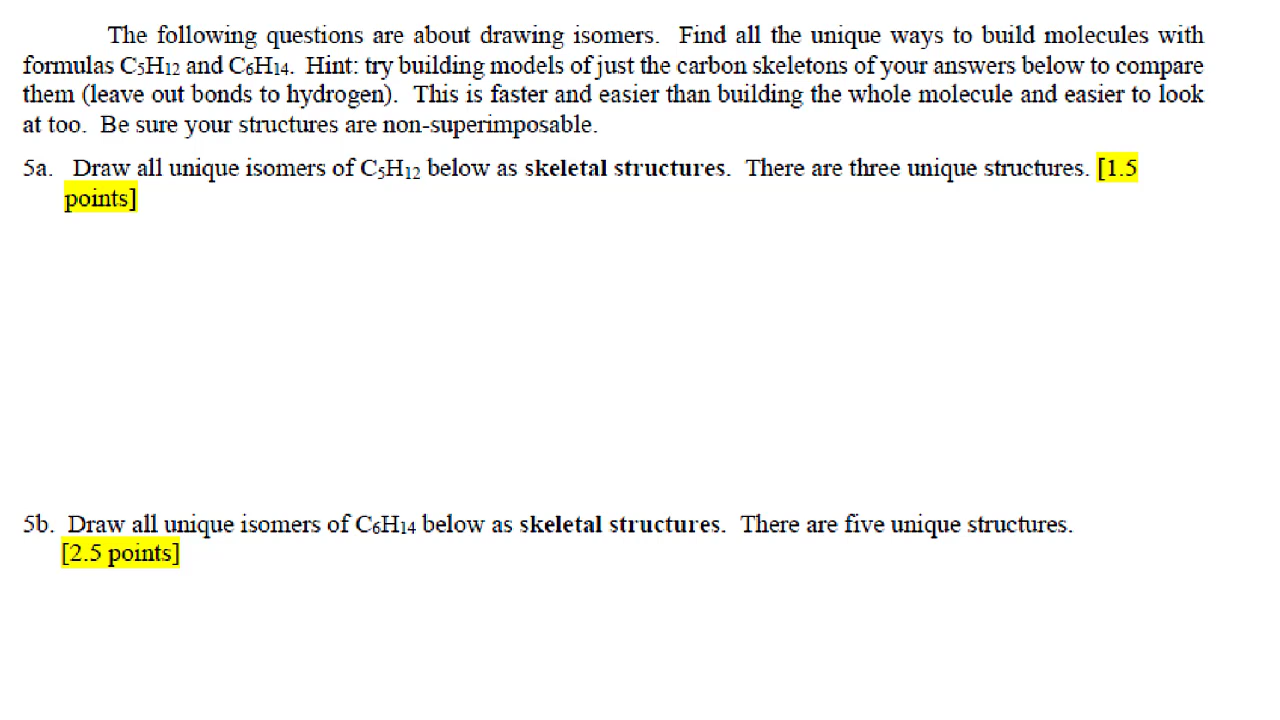 The following questions are about drawing isomers. Find all the unique ways to build molecules with
formulas C5H12 and C6H14. Hint: try building models of just the carbon skeletons of your answers below to compare
them (leave out bonds to hydrogen). This is faster and easier than building the whole molecule and easier to look
at too. Be sure your structures are non-superimposable.
5a. Draw all unique isomers of C5H12 below as skeletal structures. There are three unique structures. [1.5
points]
5b. Draw all unique isomers of C6H14 below as skeletal structures. There are five unique structures.
[2.5 points]